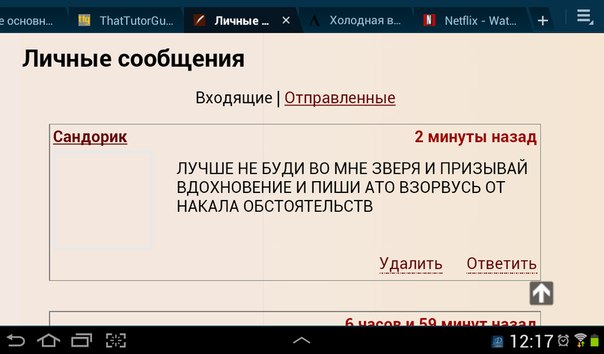 е основн...
ThatTutorGu...
Личные ...
Холодная в...
Netflix - Wat...
Личные сообщения
Входящие | Отправленные
Сандорик
2 минуты назад
ЛУЧШЕ НЕ БУДИ ВО МНЕ ЗВЕРЯ И ПРИЗЫВАЙ
ВДОХНОВЕНИЕ И ПИШИ АТО ВЗОРВУСЬ ОТ
НАКАЛА ОБСТОЯТЕЛЬСТВ
Удалить
Ответить
6 часов и 59 минут назад
12:17